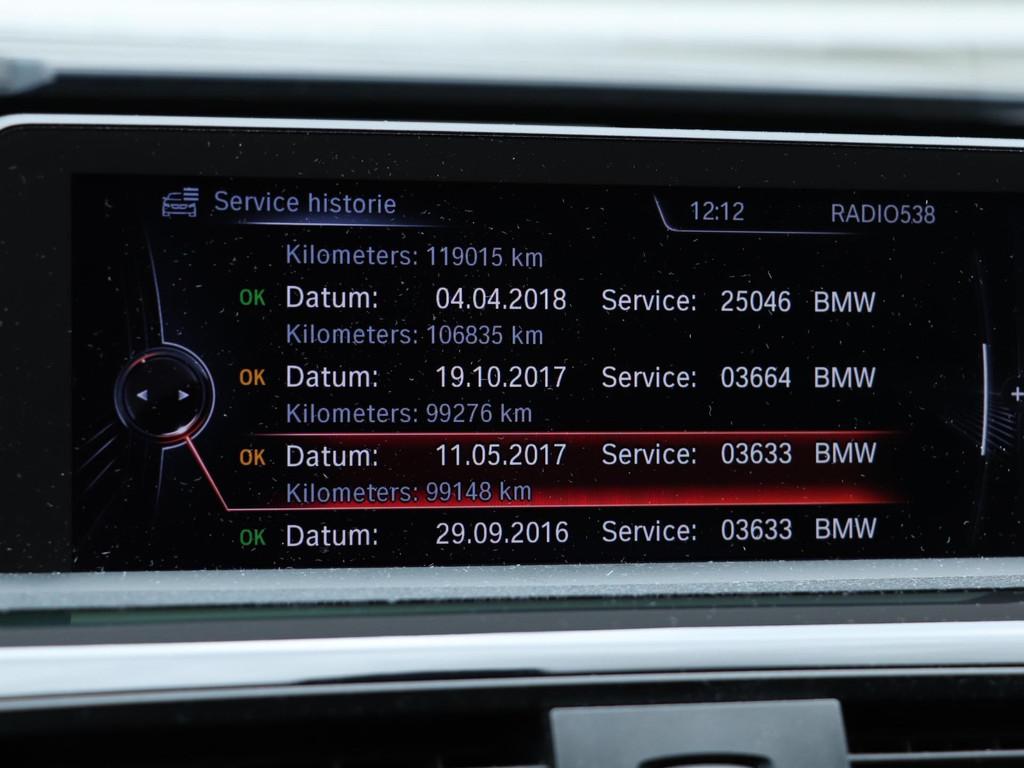 Service historie 12:12 RADIO538
Kilometers: 119015 km
OK Datum: 04.04.2018 Service: 25046 BMW
Kilometers: 106835 km
OK Datum: 19.10.2017 Service: 03664 BMW
Kilometers: 99276 km
OK Datum: 11.05.2017 Service: 03633 BMW
Kilometers: 99148 km
OK Datum: 29.09.2016 Service: 03633 BMW